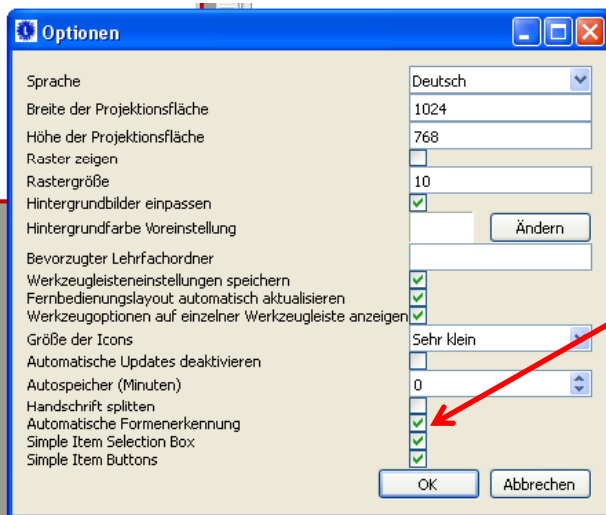 Optionen
Sprache Deutsch
Breite der Projektionsfläche 1024
Höhe der Projektionsfläche 768
Raster zeigen
Rastergröße 10
Hintergrundbilder einpassen
Hintergrundfarbe Voreinstellung Ändern
Bevorzugter Lehrfachordner
Werkzeugleisteneinstellungen speichern
Fernbedienungslayout automatisch aktualisieren
Werkzeugoptionen auf einzelner Werkzeugleiste anzeigen
Größe der Icons Sehr klein
Automatische Updates deaktivieren
Autospeicher (Minuten) 0
Handschrift splitten
Automatische Formenerkennung
Simple Item Selection Box
Simple Item Buttons
OK Abbrechen